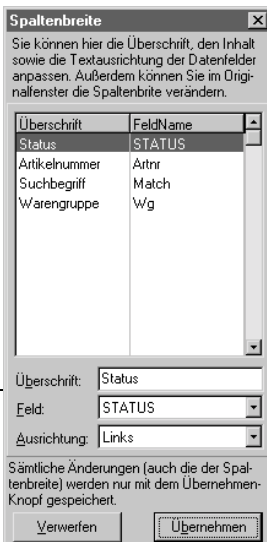 Spaltenbreite
Sie können hier die Überschrift, den Inhalt
sowie die Textausrichtung der Datenfelder
anpassen. Außerdem können Sie im Origi-
nalfenster die Spaltenbrite verändern.
Überschrift FeldName
Status STATUS
Artikelnummer Artnr
Suchbegriff Match
Warengruppe Wg
Überschrift: Status
Feld: STATUS
Ausrichtung: Links
Sämtliche Änderungen (auch die der Spal-
tenbreite) werden nur mit dem Übernehmen-
Knopf gespeichert.
Verwerfen Übernehmen